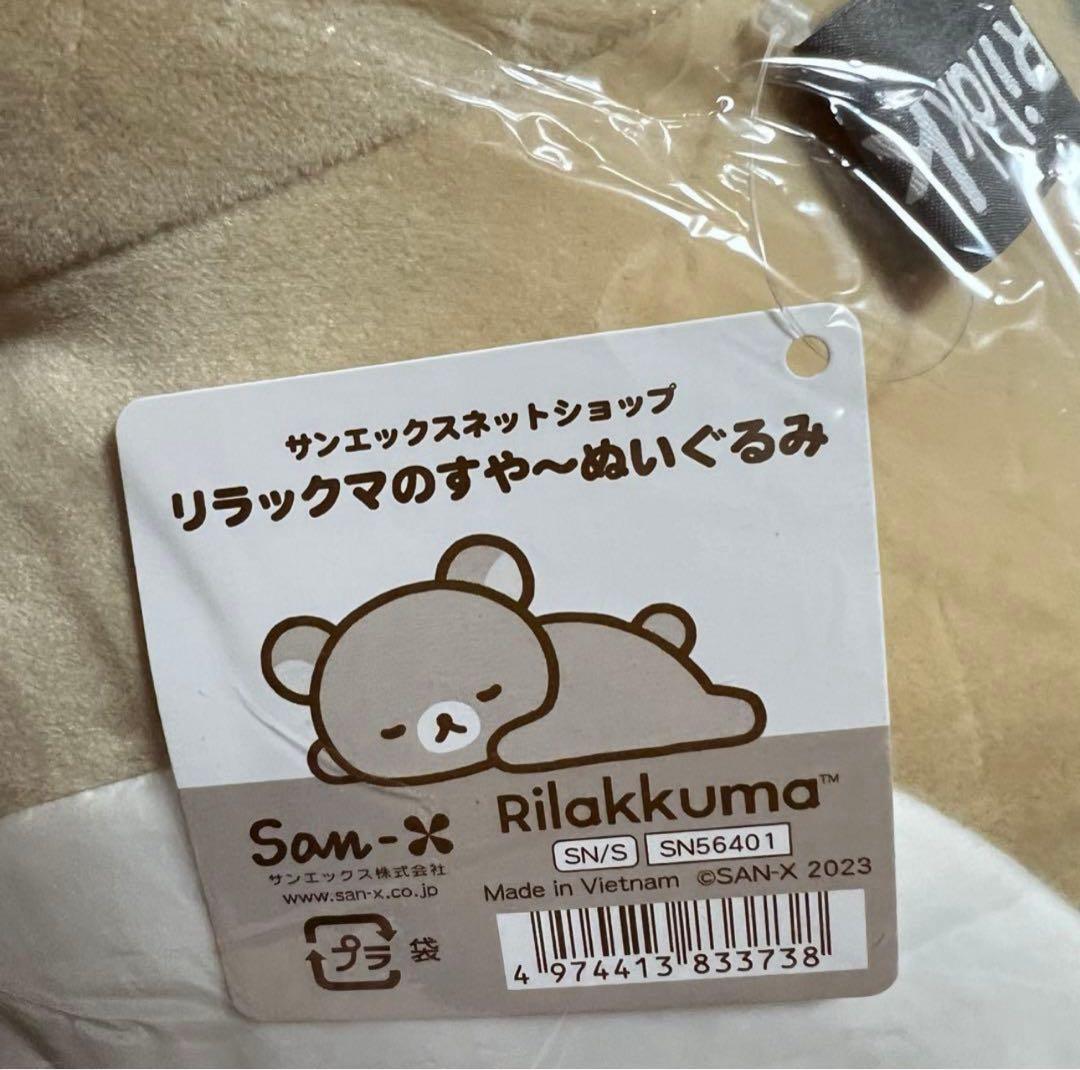 Rilakk
サンエックスネットショップ
リラックマのすや～ぬいぐるみ
Rilakkuma™
San-X
サンエックス株式会社
www.san-x.co.jp
SN/S SN56401
Made in Vietnam ©SAN-X 2023
プラ 袋
4 974413 833738